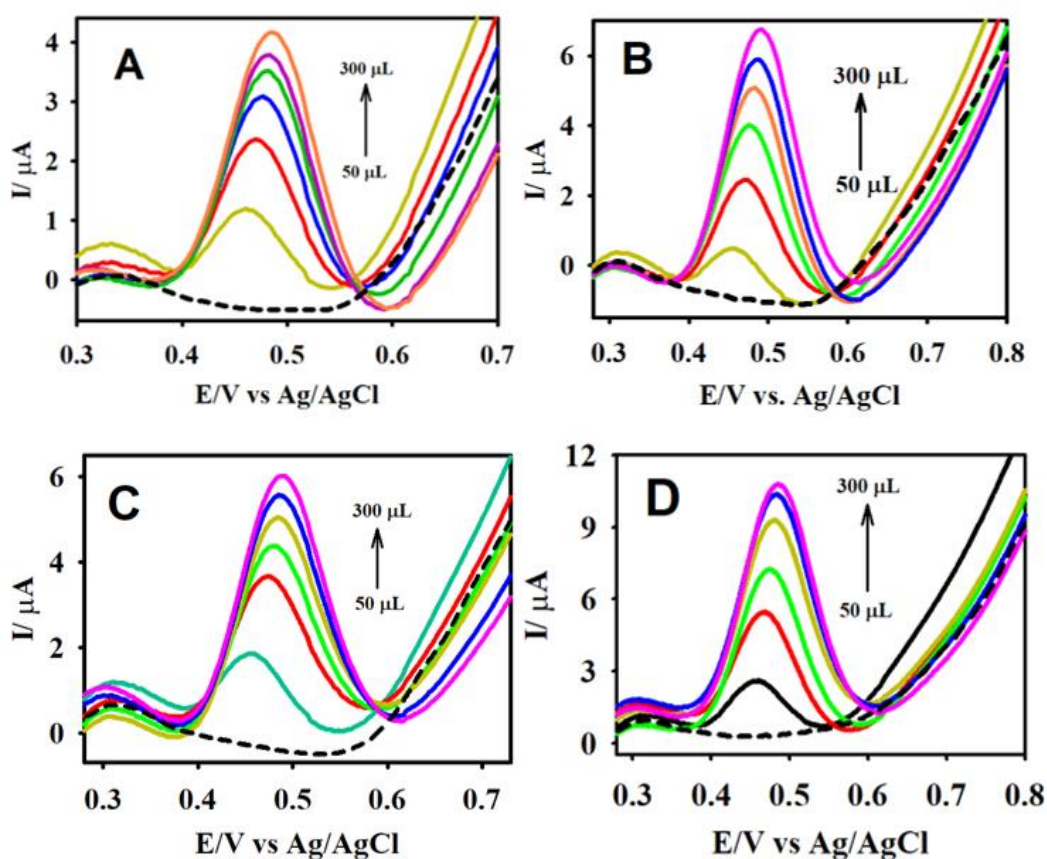 A
300 μL
50 μL
4
3
2
1
0
I/ μA
0.3 0.4 0.5 0.6 0.7
E/V vs Ag/AgCl
B
300 μL
50 μL
6
4
2
0
I/ μA
0.3 0.4 0.5 0.6 0.7 0.8
E/V vs. Ag/AgCl
C
300 μL
50 μL
6
4
2
0
I/ μA
0.3 0.4 0.5 0.6 0.7
E/V vs Ag/AgCl
D
300 μL
50 μL
12
9
6
3
0
I/ μA
0.3 0.4 0.5 0.6 0.7 0.8
E/V vs Ag/AgCl